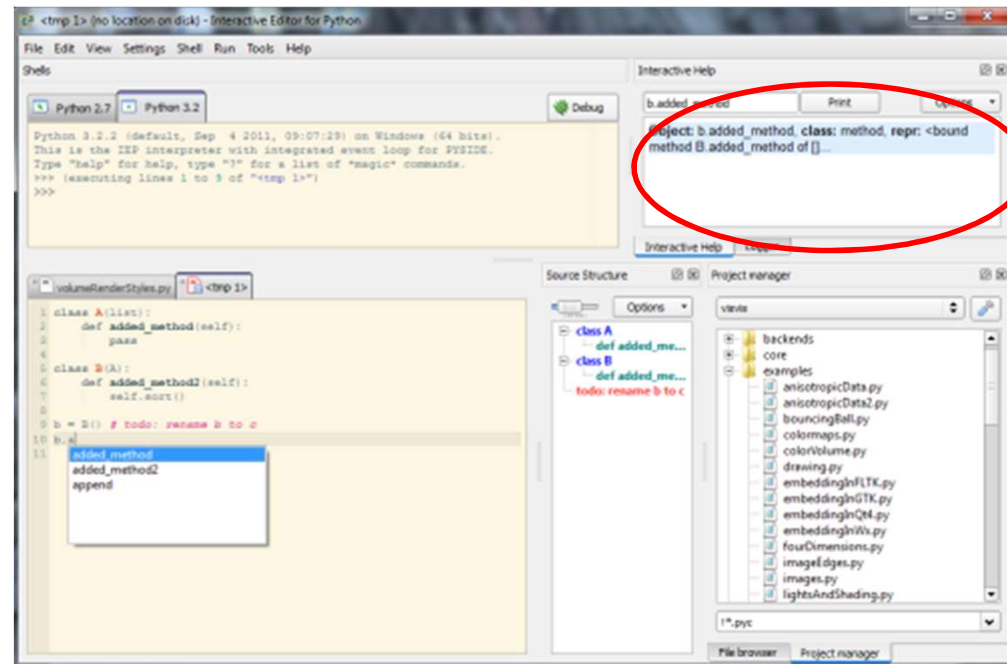 <tmp 1> (no location on disk) - Interactive Editor for Python
File Edit View Settings Shell Run Tools Help
Shells
Python 2.7 Python 3.2
Debug
Python 3.2.2 (default, Sep 4 2011, 09:07:29) on Windows (64 bits).
This is the IEP interpreter with integrated event loop for PYSIDE.
Type "help" for help, type "?" for a list of *magic* commands.
>>> (executing lines 1 to 9 of "<tmp 1>")
>>>
Interactive Help
b.added_method Print Options
Object: b.added_method, class: method, repr: <bound
method B.added_method of []...
Interactive Help Logger
volumeRenderStyles.py <tmp 1>
1 class A(list):
2 def added_method(self):
3 pass
4
5 class B(A):
6 def added_method2(self):
7 self.sort()
8
9 b = B() # todo: rename b to c
10 b.a
11
added_method
added_method2
append
Source Structure
Options
class A
def added_me...
class B
def added_me...
todo: rename b to c
Project manager
visvis
backends
core
examples
anisotropicData.py
anisotropicData2.py
bouncingBall.py
colormaps.py
colorVolume.py
drawing.py
embeddingInFLTK.py
embeddingInGTK.py
embeddingInQt4.py
embeddingInWx.py
fourDimensions.py
imageEdges.py
images.py
lightsAndShading.py
!*.pyc
File browser Project manager